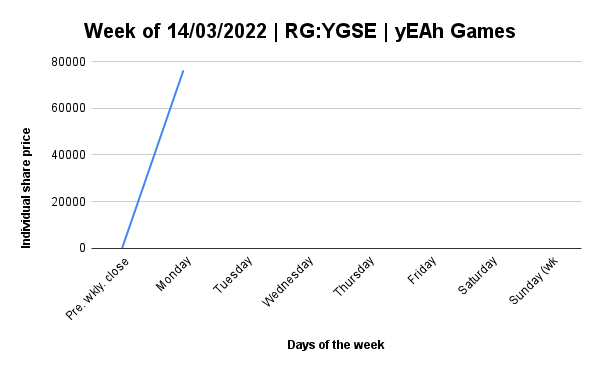 Week of 14/03/2022 | RG:YGSE | yEAh Games
Individual share price
80000
60000
40000
20000
0
Pre. wkly. close
Monday
Tuesday
Wednesday
Thursday
Friday
Saturday
Sunday (wk
Days of the week